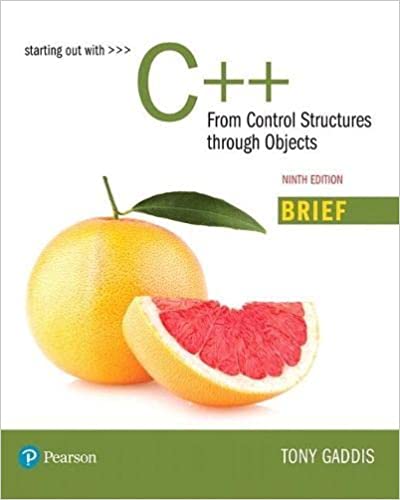 starting out with >>>
C++
From Control Structures
through Objects
NINTH EDITION
BRIEF
Pearson
TONY GADDIS